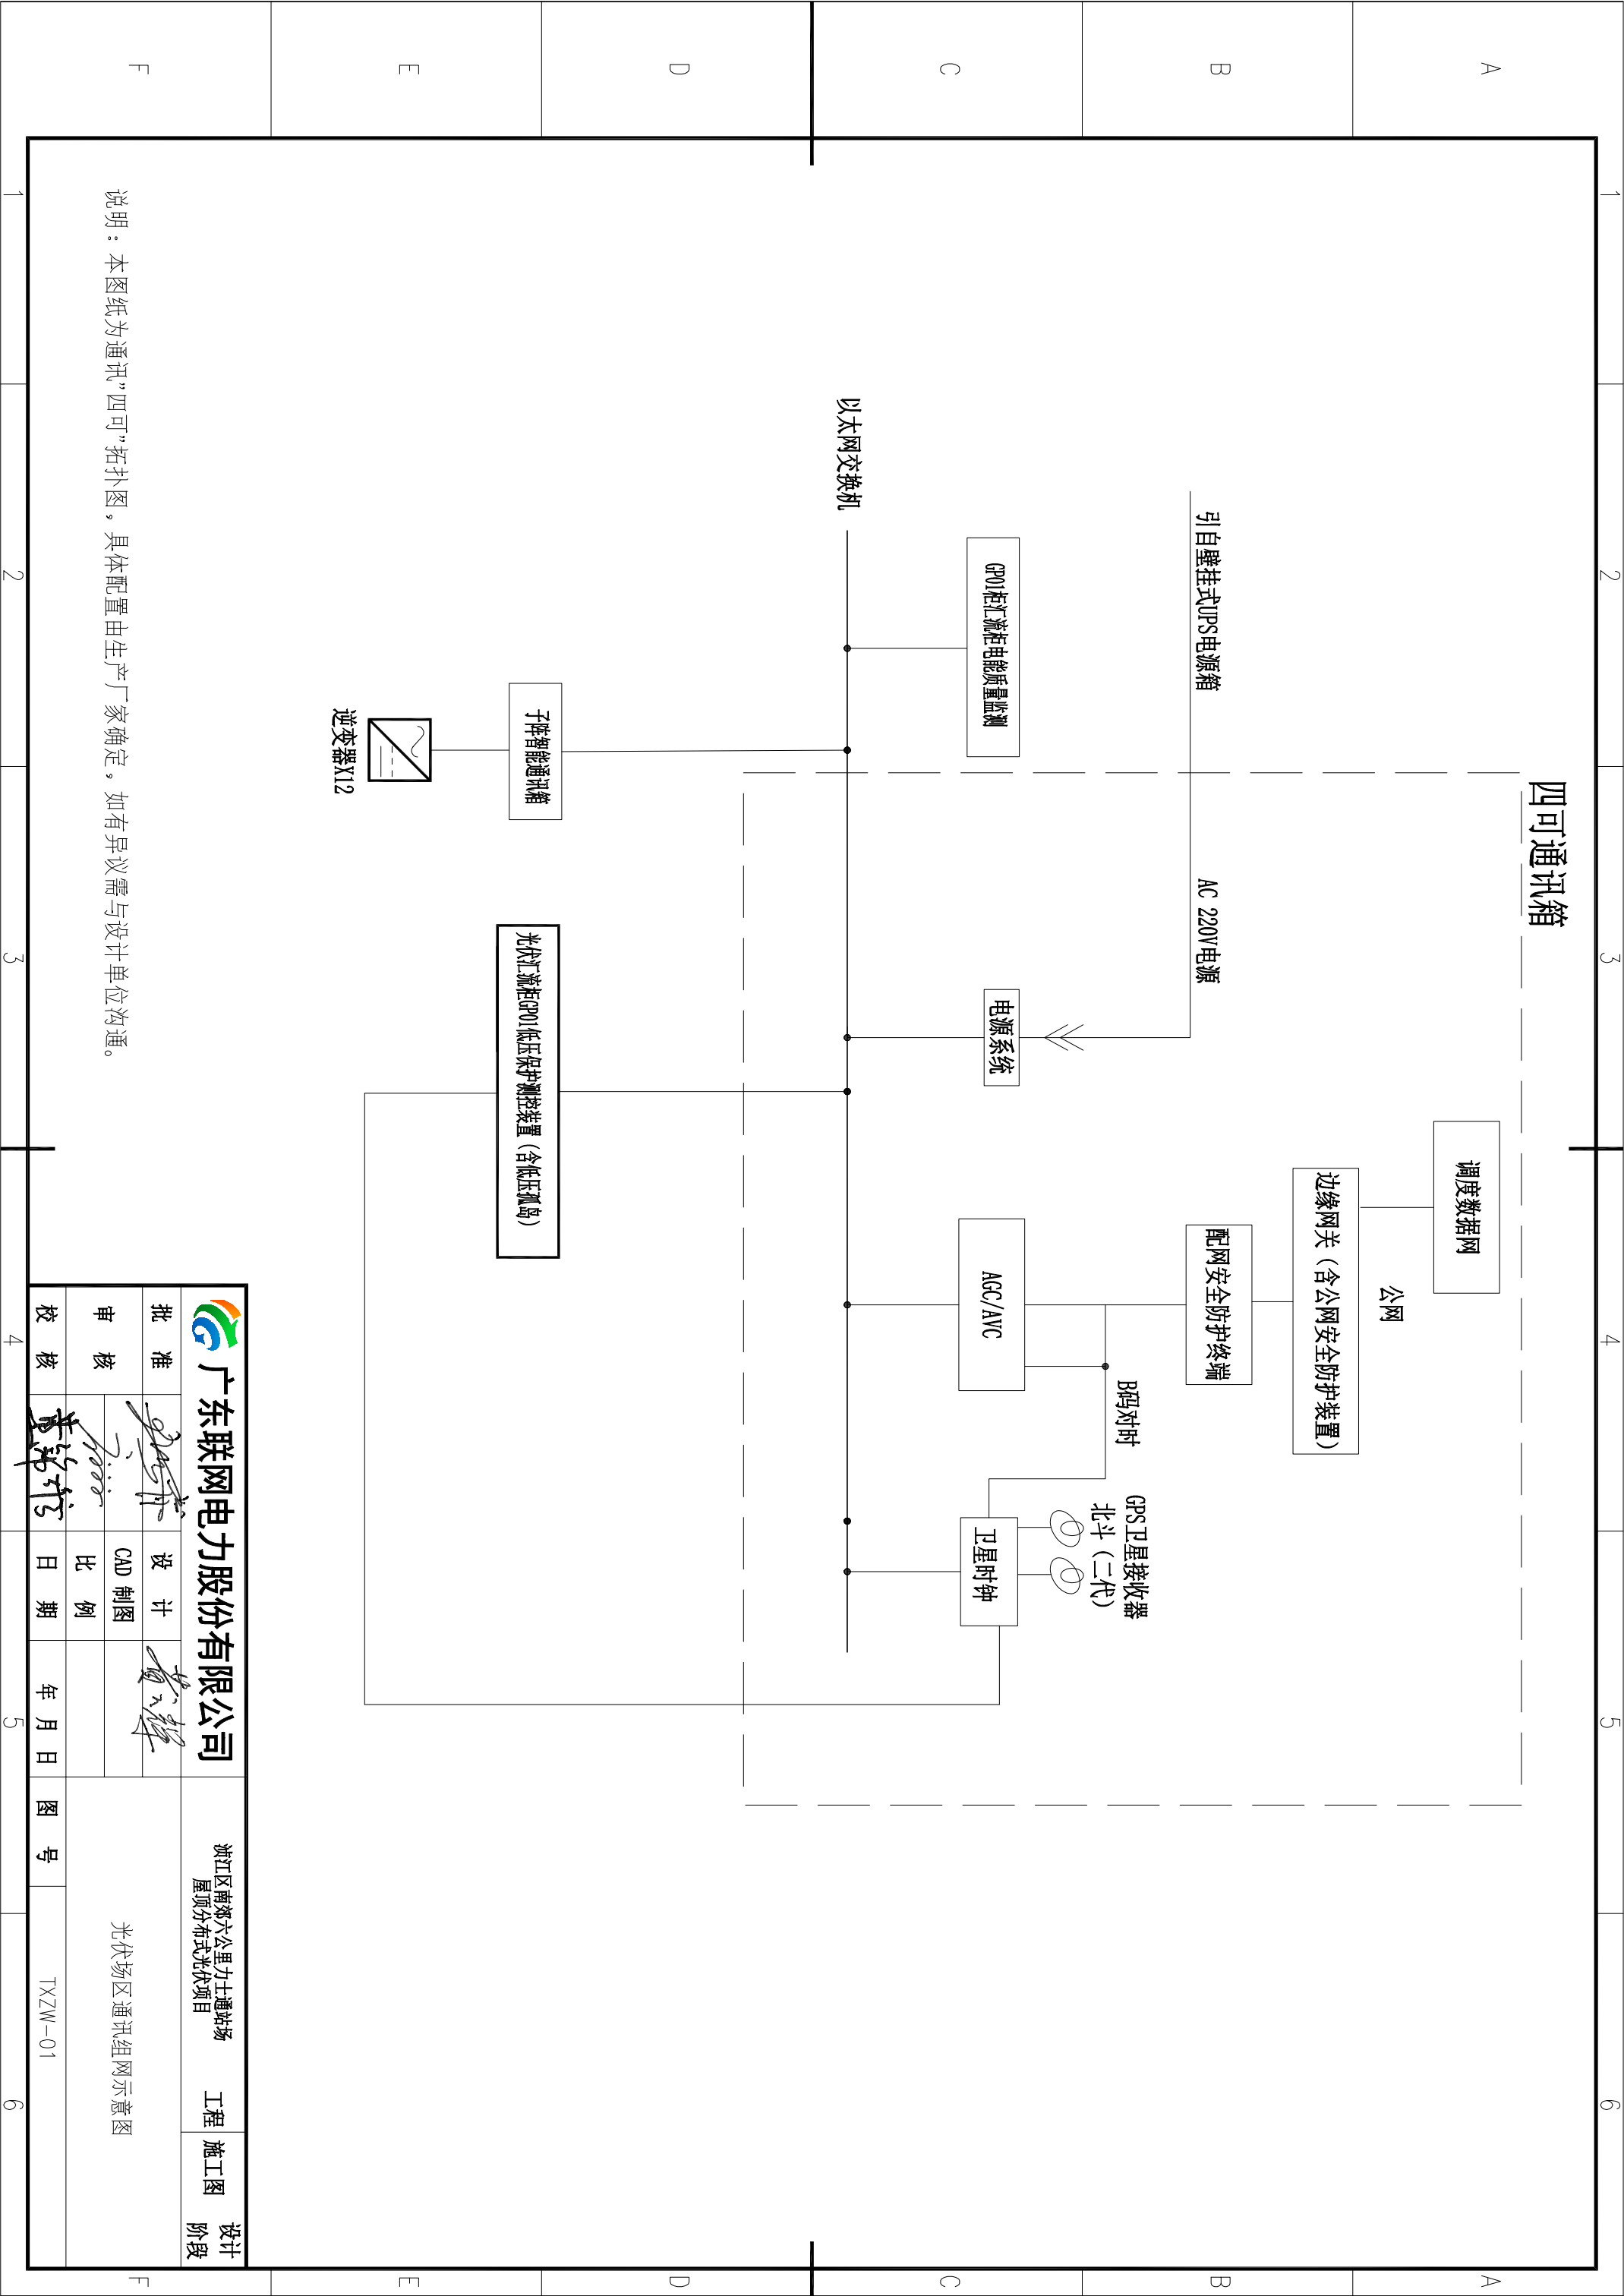 1
2
3
4
5
6
A
B
C
D
E
F
四可通讯箱
调度数据网
公网
边缘网关（含公网安全防护装置）
引自壁挂式UPS电源箱
AC 220V电源
配网安全防护终端
B码对时
GPS卫星接收器
北斗（二代）
GP01柜汇流柜电能质量监测
电源系统
AGC/AVC
卫星时钟
以太网交换机
子阵智能通讯箱
逆变器X12
光伏汇流柜GP01低压保护测控装置（含低压孤岛）
说明：本图纸为通讯"四可"拓扑图，具体配置由生产厂家确定，如有异议需与设计单位沟通。
广东联网电力股份有限公司
浈江区南郊六公里力士通站场
屋顶分布式光伏项目
工程
施工图
设计
阶段
批 准
设 计
审 核
CAD 制图
比 例
校 核
日 期
年 月 日
图 号
光伏场区通讯组网示意图
TXZW-01
A
B
C
D
E
F
1
2
3
4
5
6